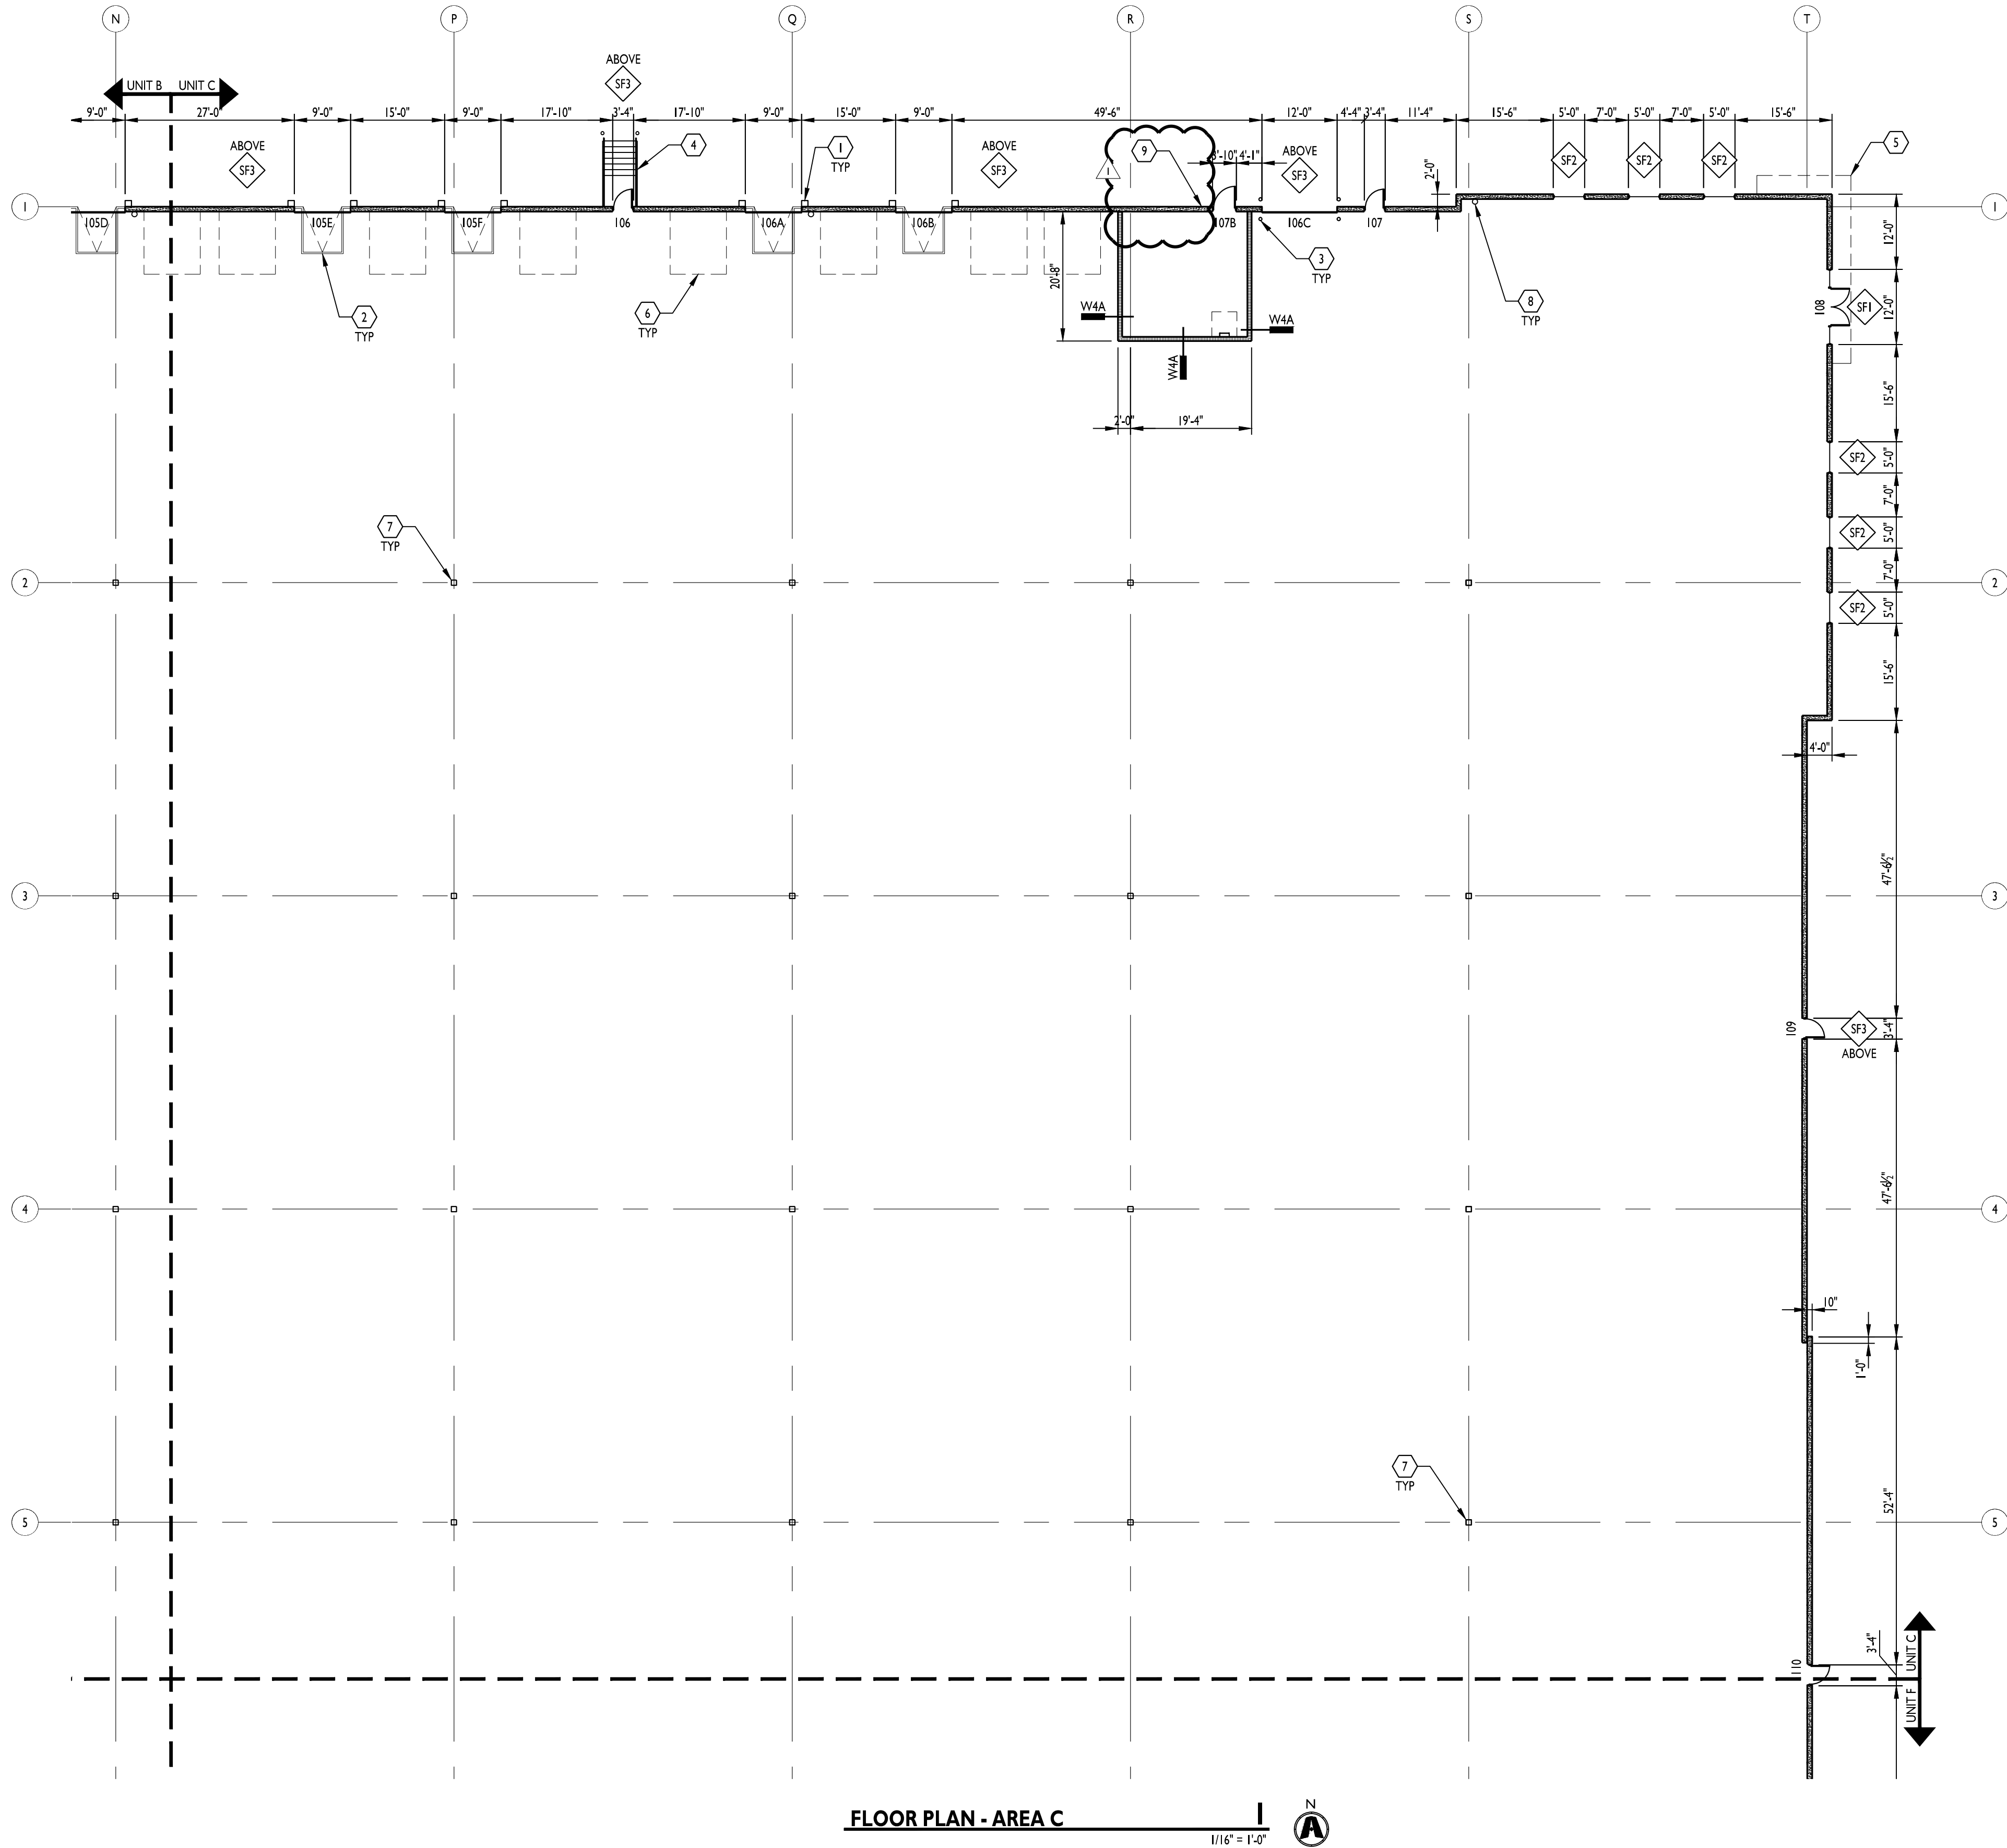 N
P
Q
R
S
T
UNIT B
UNIT C
ABOVE
SF3
9'-0"
27'-0"
9'-0"
15'-0"
9'-0"
17'-10"
3'-4"
17'-10"
9'-0"
15'-0"
9'-0"
49'-6"
12'-0"
4'-4"
3'-4"
11'-4"
15'-6"
5'-0"
7'-0"
5'-0"
7'-0"
5'-0"
15'-6"
ABOVE
SF3
4
1
TYP
ABOVE
SF3
9
1
4'-1"
ABOVE
SF3
2'-0"
SF2
SF2
SF2
5
1
1
105D
105E
105F
106
106A
106B
107B
106C
107
12'-0"
20'-8"
2
TYP
6
TYP
3
TYP
8
TYP
108
SF1
12'-0"
W4A
W4A
W4A
2'-0"
19'-4"
15'-6"
SF2
5'-0"
7'-0"
7
TYP
SF2
5'-0"
2
7'-0"
2
SF2
5'-0"
15'-6"
4'-0"
47'-6½"
3
3
109
SF3
ABOVE
3'-4"
47'-6½"
4
4
10"
1'-0"
7
TYP
52'-4"
5
5
3'-4"
UNIT C
110
UNIT F
FLOOR PLAN - AREA C
1
1/16" = 1'-0"
N
A